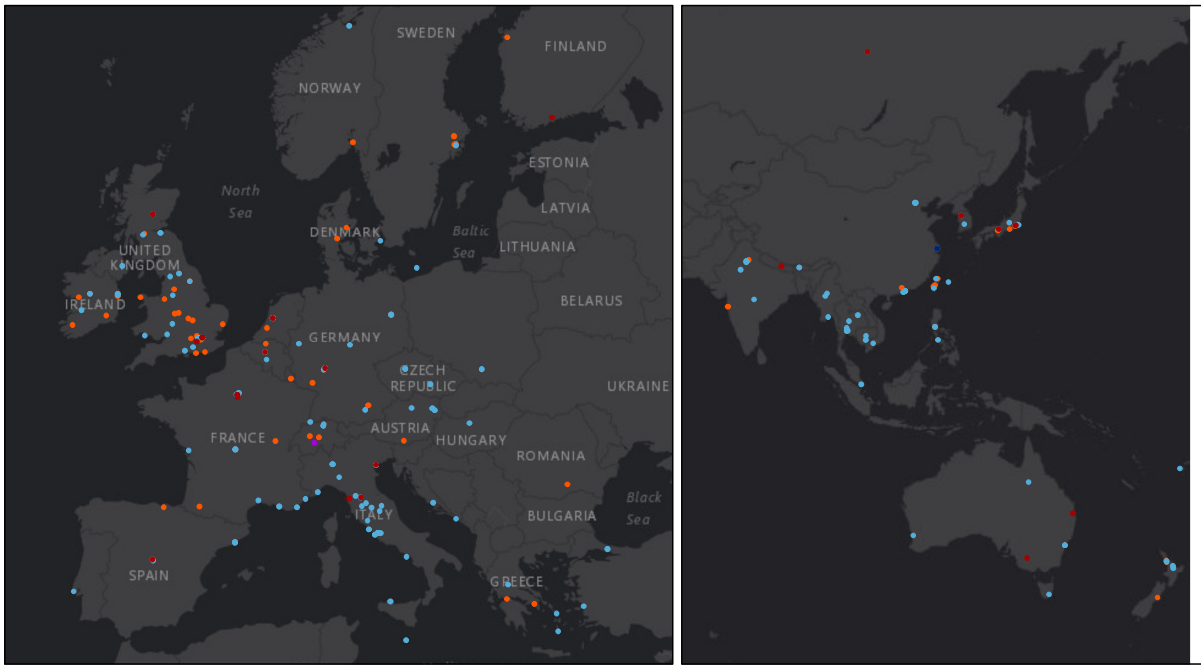 SWEDEN
FINLAND
NORWAY
ESTONIA
North
Sea
LATVIA
DENMARK
Baltic
Sea
LITHUANIA
UNITED
KINGDOM
IRELAND
BELARUS
GERMANY
CZECH
REPUBLIC
UKRAINE
FRANCE
AUSTRIA
HUNGARY
ROMANIA
Black
Sea
ITALY
BULGARIA
SPAIN
GREECE